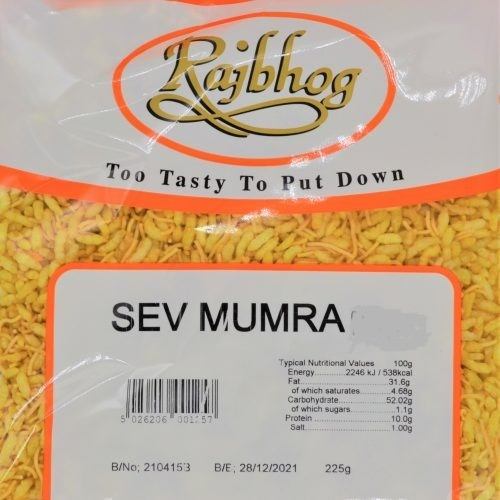 Rajbhog
Too Tasty To Put Down
SEV MUMRA
Typical Nutritional Values 100g
Energy..............2246 kJ / 538kcal
Fat..............................31.6g
of which saturates..............4.68g
Carbohydrate..................52.02g
of which sugars................1.1g
Protein........................10.0g
Salt............................1.00g
5 026206 001257
B/No; 210415B B/E; 28/12/2021 225g